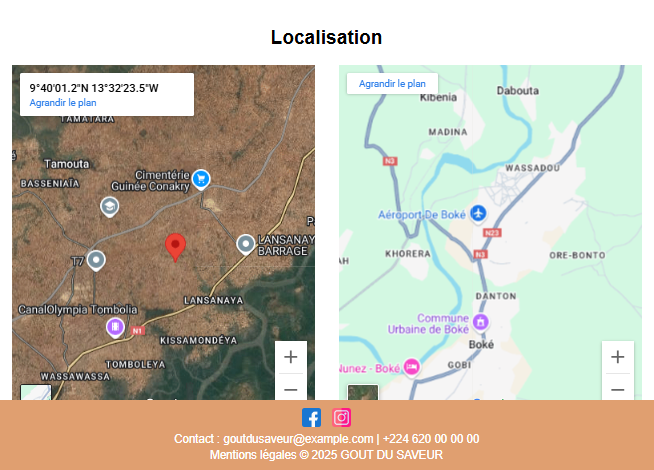 Localisation
9°40'01.2"N 13°32'23.5"W
Agrandir le plan
TAMATARA
Tamouta
BASSENIAÏA
Cimentérie
Guinée Conakry
T7
LANSANAY
BARRAGE
LANSANAYA
CanalOlympia Tombolia
N1
KISSAMONDÉYA
TOMBOLEYA
WASSAWASSA
+
−
Agrandir le plan
Kibenia
Dabouta
MADINA
N3
WASSADOU
Aéroport De Boké
N23
KHORERA
N3
ORE-BONTO
AH
DANTON
Commune
Urbaine de Boké
Boké
GOBI
Nunez - Boké
+
−
Contact : goutdusaveur@example.com | +224 620 00 00 00
Mentions légales © 2025 GOUT DU SAVEUR